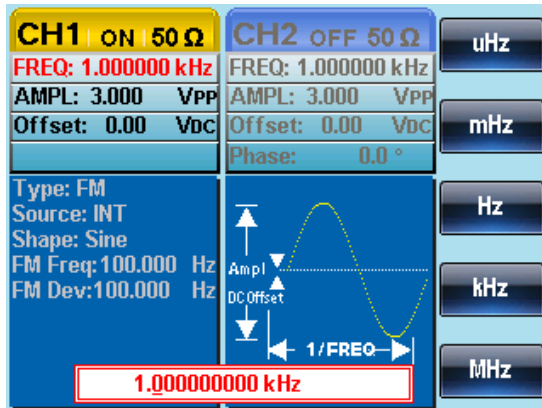 CH1 ON 50 Ω
FREQ: 1.000000 kHz
AMPL: 3.000 VPP
Offset: 0.00 VDC
CH2 OFF 50 Ω
FREQ: 1.000000 kHz
AMPL: 3.000 VPP
Offset: 0.00 VDC
Phase: 0.0 °
Type: FM
Source: INT
Shape: Sine
FM Freq:100.000 Hz
FM Dev:100.000 Hz
Ampl
DC Offset
1/FREQ
1.000000000 kHz
uHz
mHz
Hz
kHz
MHz